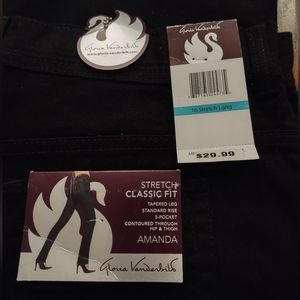 Gloria Vanderbilt
www.gloria-vanderbilt.com
Gloria Vanderbilt
16 Stretch Long
$29.99
STRETCH
CLASSIC FIT
TAPERED LEG
STANDARD RISE
5-POCKET
CONTOURED THROUGH
HIP & THIGH
AMANDA
Gloria Vanderbilt